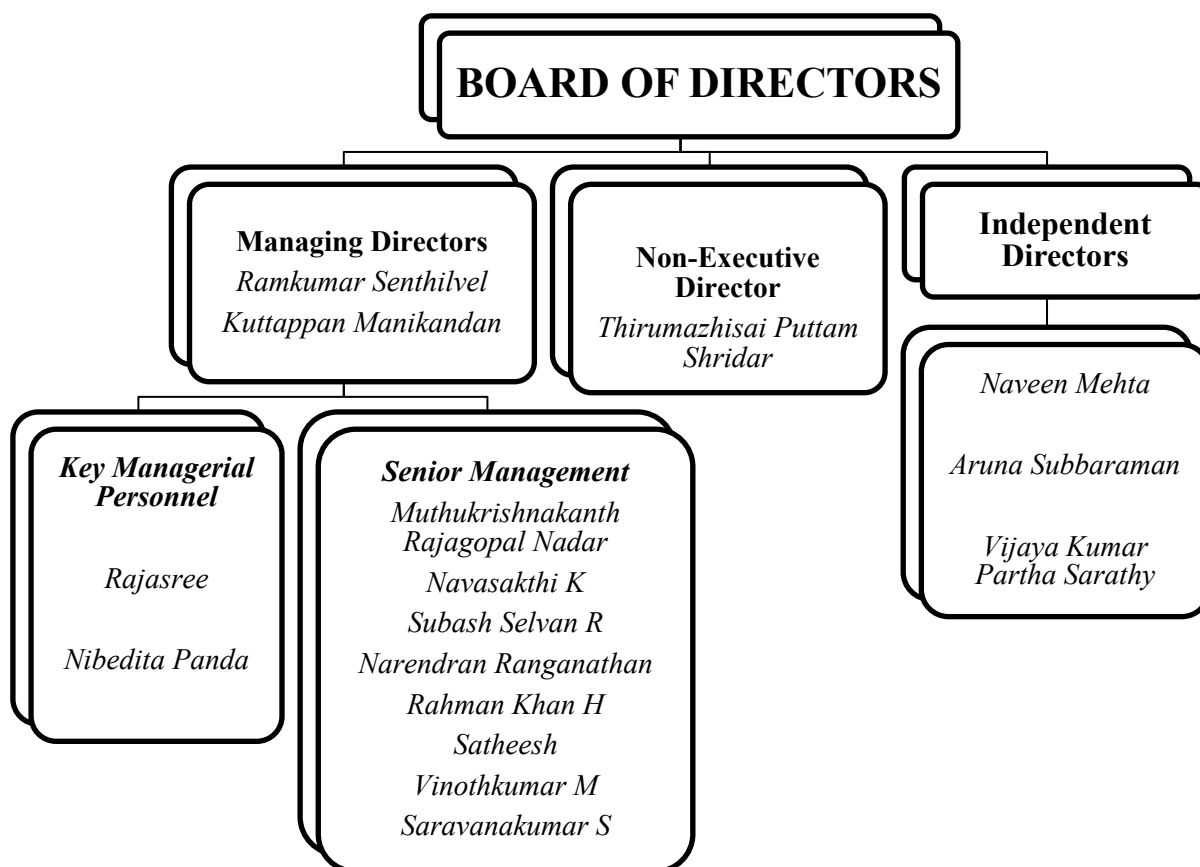 BOARD OF DIRECTORS
Managing Directors
Ramkumar Senthilvel
Kuttappan Manikandan
Non-Executive
Director
Thirumazhisai Puttam
Shridar
Independent
Directors
Naveen Mehta
Aruna Subbaraman
Vijaya Kumar
Partha Sarathy
Key Managerial
Personnel
Rajasree
Nibedita Panda
Senior Management
Muthukrishnakanth
Rajagopal Nadar
Navasakthi K
Subash Selvan R
Narendran Ranganathan
Rahman Khan H
Satheesh
Vinothkumar M
Saravanakumar S